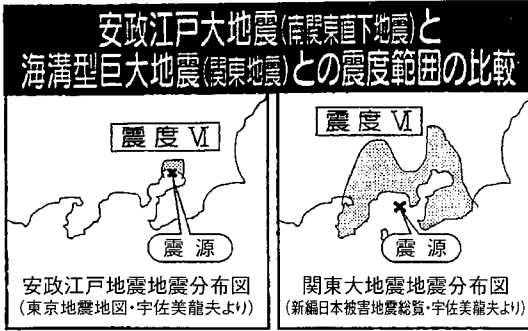 安政江戸大地震(南関東直下地震)と
海溝型巨大地震(関東地震)との震度範囲の比較
震度Ⅵ
震源
安政江戸地震地震分布図
(東京地震地図・宇佐美龍夫より)
震度Ⅵ
震源
関東大地震地震分布図
(新編日本被害地震総覧・宇佐美龍夫より)